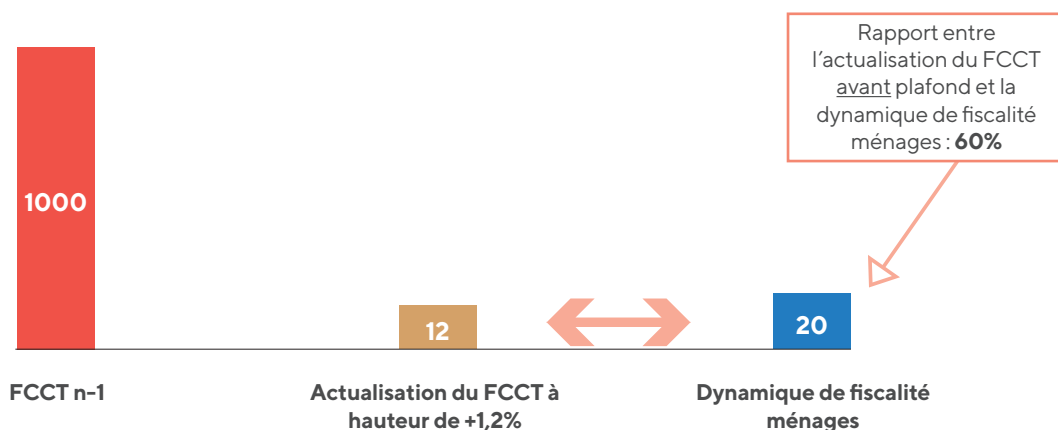 Rapport entre
l'actualisation du FCCT
avant plafond et la
dynamique de fiscalité
ménages : 60%
1000
12
20
FCCT n-1
Actualisation du FCCT à
hauteur de +1,2%
Dynamique de fiscalité
ménages